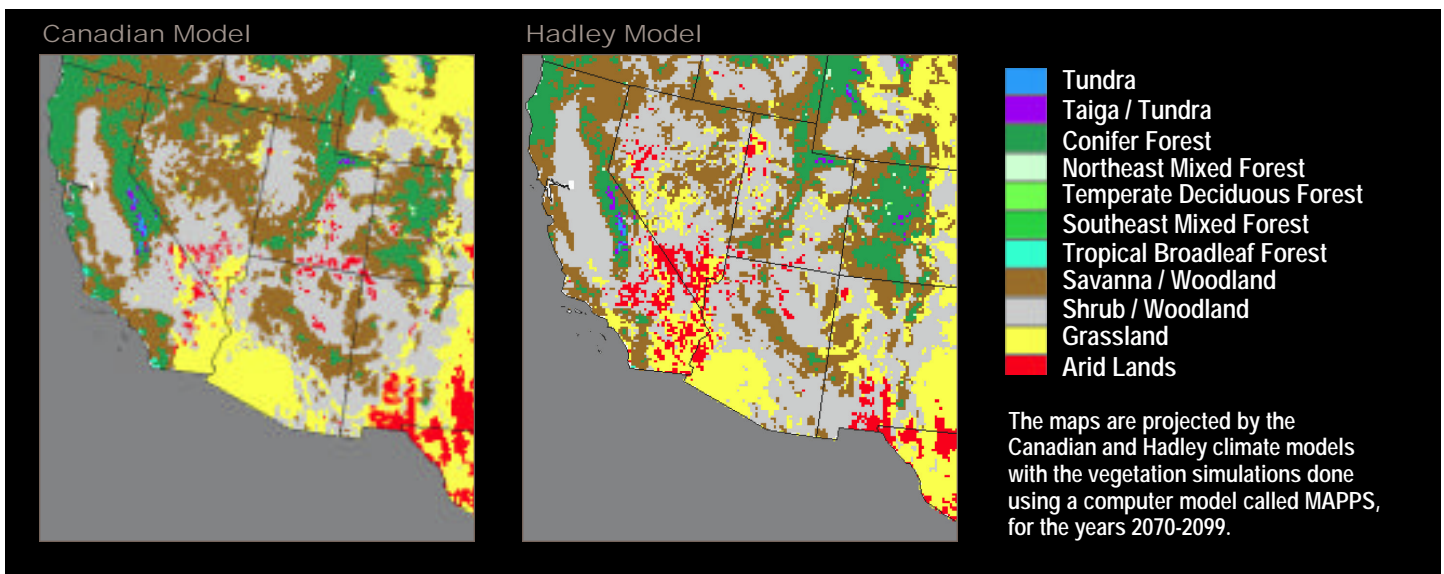 Canadian Model
Hadley Model
Tundra
Taiga / Tundra
Conifer Forest
Northeast Mixed Forest
Temperate Deciduous Forest
Southeast Mixed Forest
Tropical Broadleaf Forest
Savanna / Woodland
Shrub / Woodland
Grassland
Arid Lands
The maps are projected by the
Canadian and Hadley climate models
with the vegetation simulations done
using a computer model called MAPPS,
for the years 2070-2099.